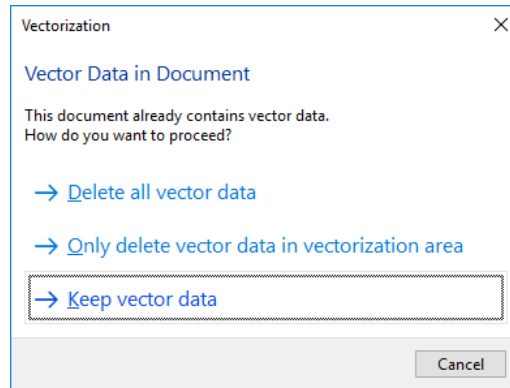 Vectorization
Vector Data in Document
This document already contains vector data.
How do you want to proceed?
Delete all vector data
Only delete vector data in vectorization area
Keep vector data
Cancel